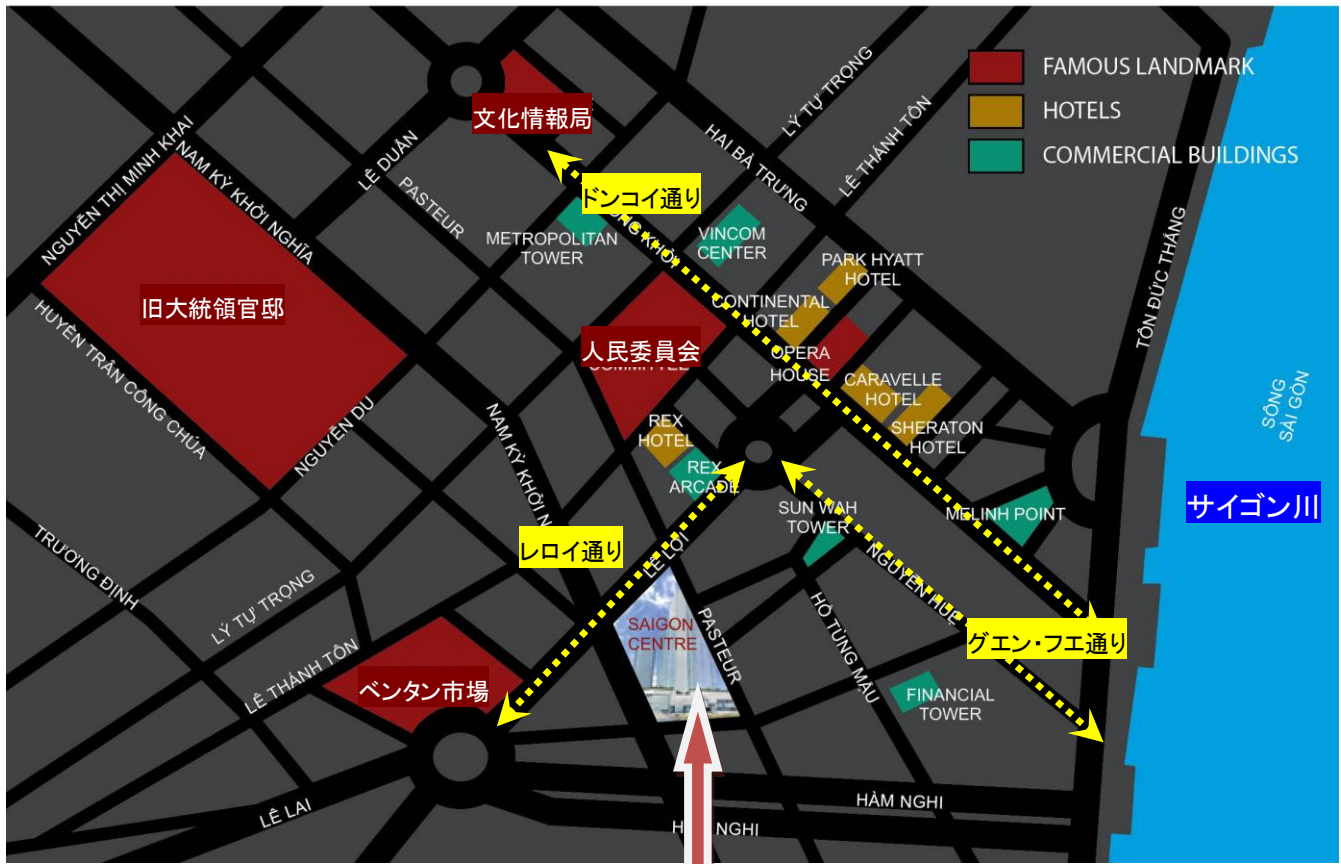 FAMOUS LANDMARK
HOTELS
COMMERCIAL BUILDINGS
文化情報局
LÝ TỰ TRỌNG
HAI BÀ TRƯNG
LÊ THÁNH TÔN
NGUYỄN THỊ MINH KHAI
NAM KỲ KHỞI NGHĨA
LÊ DUẨN
PASTEUR
ドンコイ通り
METROPOLITAN
TOWER
VINCOM
CENTER
PARK HYATT
HOTEL
TÔN ĐỨC THẮNG
旧大統領官邸
HUYỀN TRÂN CÔNG CHÚA
CONTINENTAL
HOTEL
人民委員会
COMMITTEE
OPERA
HOUSE
CARAVELLE
HOTEL
SHERATON
HOTEL
SÔNG
SÀI GÒN
サイゴン川
NGUYỄN DU
NAM KỲ KHỞI N
REX
HOTEL
REX
ARCADE
SUN WAH
TOWER
MELINH POINT
レロイ通り
LÊ LỢI
NGUYỄN HUỆ
TRƯƠNG ĐỊNH
LÝ TỰ TRỌNG
LÊ THÁNH TÔN
SAIGON
CENTRE
PASTEUR
HỒ TÙNG MẬU
グエン・フエ通り
ベンタン市場
FINANCIAL
TOWER
LÊ LAI
HÀM NGHI
NGHI